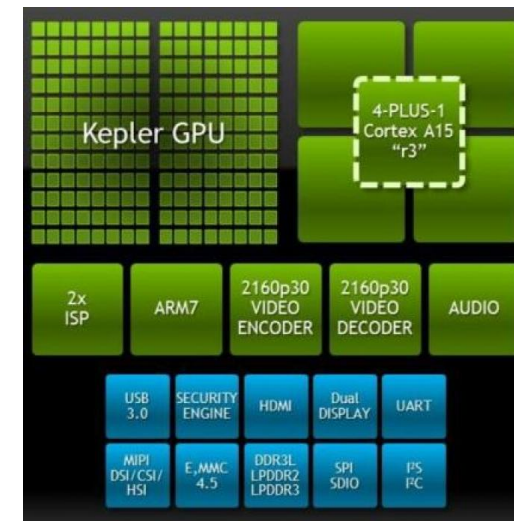 Kepler GPU
4-PLUS-1
Cortex A15
“r3”
2x
ISP
ARM7
2160p30
VIDEO
ENCODER
2160p30
VIDEO
DECODER
AUDIO
USB
3.0
SECURITY
ENGINE
HDMI
Dual
DISPLAY
UART
MIPI
DSI/CSI/
HSI
E,MMC
4.5
DDR3L
LPDDR2
LPDDR3
SPI
SDIO
I²S
I²C